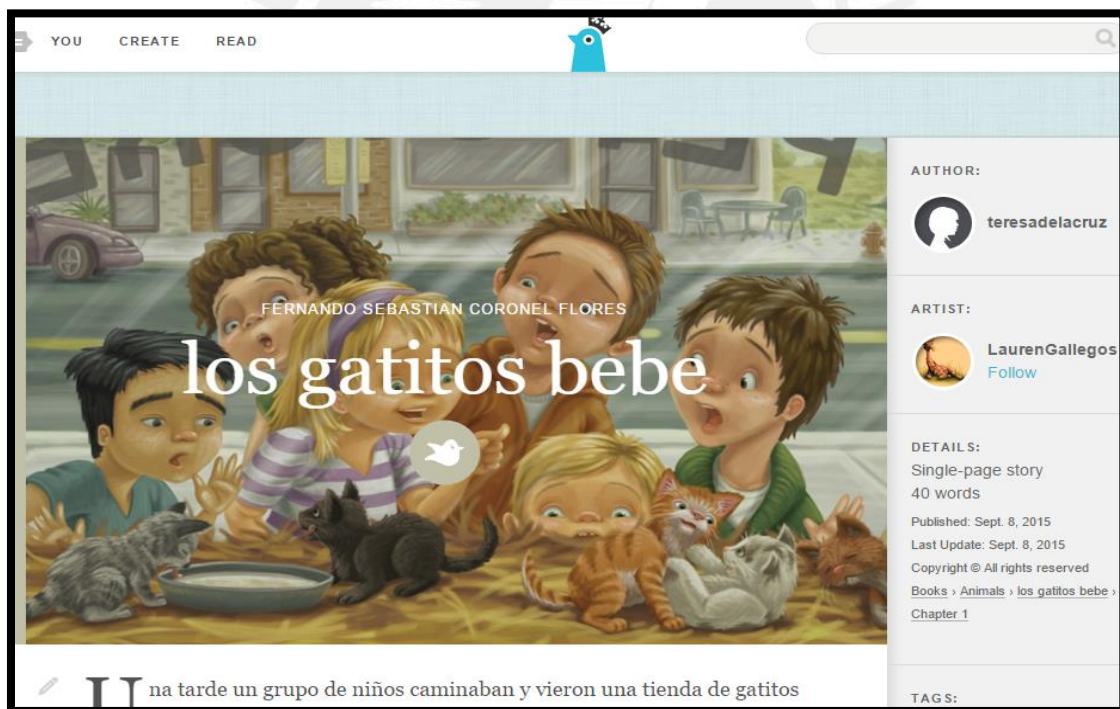 YOU CREATE READ
FERNANDO SEBASTIAN CORONEL FLORES
los gatitos bebe
Una tarde un grupo de niños caminaban y vieron una tienda de gatitos
AUTHOR:
teresadelacruz
ARTIST:
LaurenGallegos
Follow
DETAILS:
Single-page story
40 words
Published: Sept. 8, 2015
Last Update: Sept. 8, 2015
Copyright © All rights reserved
Books › Animals › los gatitos bebe ›
Chapter 1
TAGS: